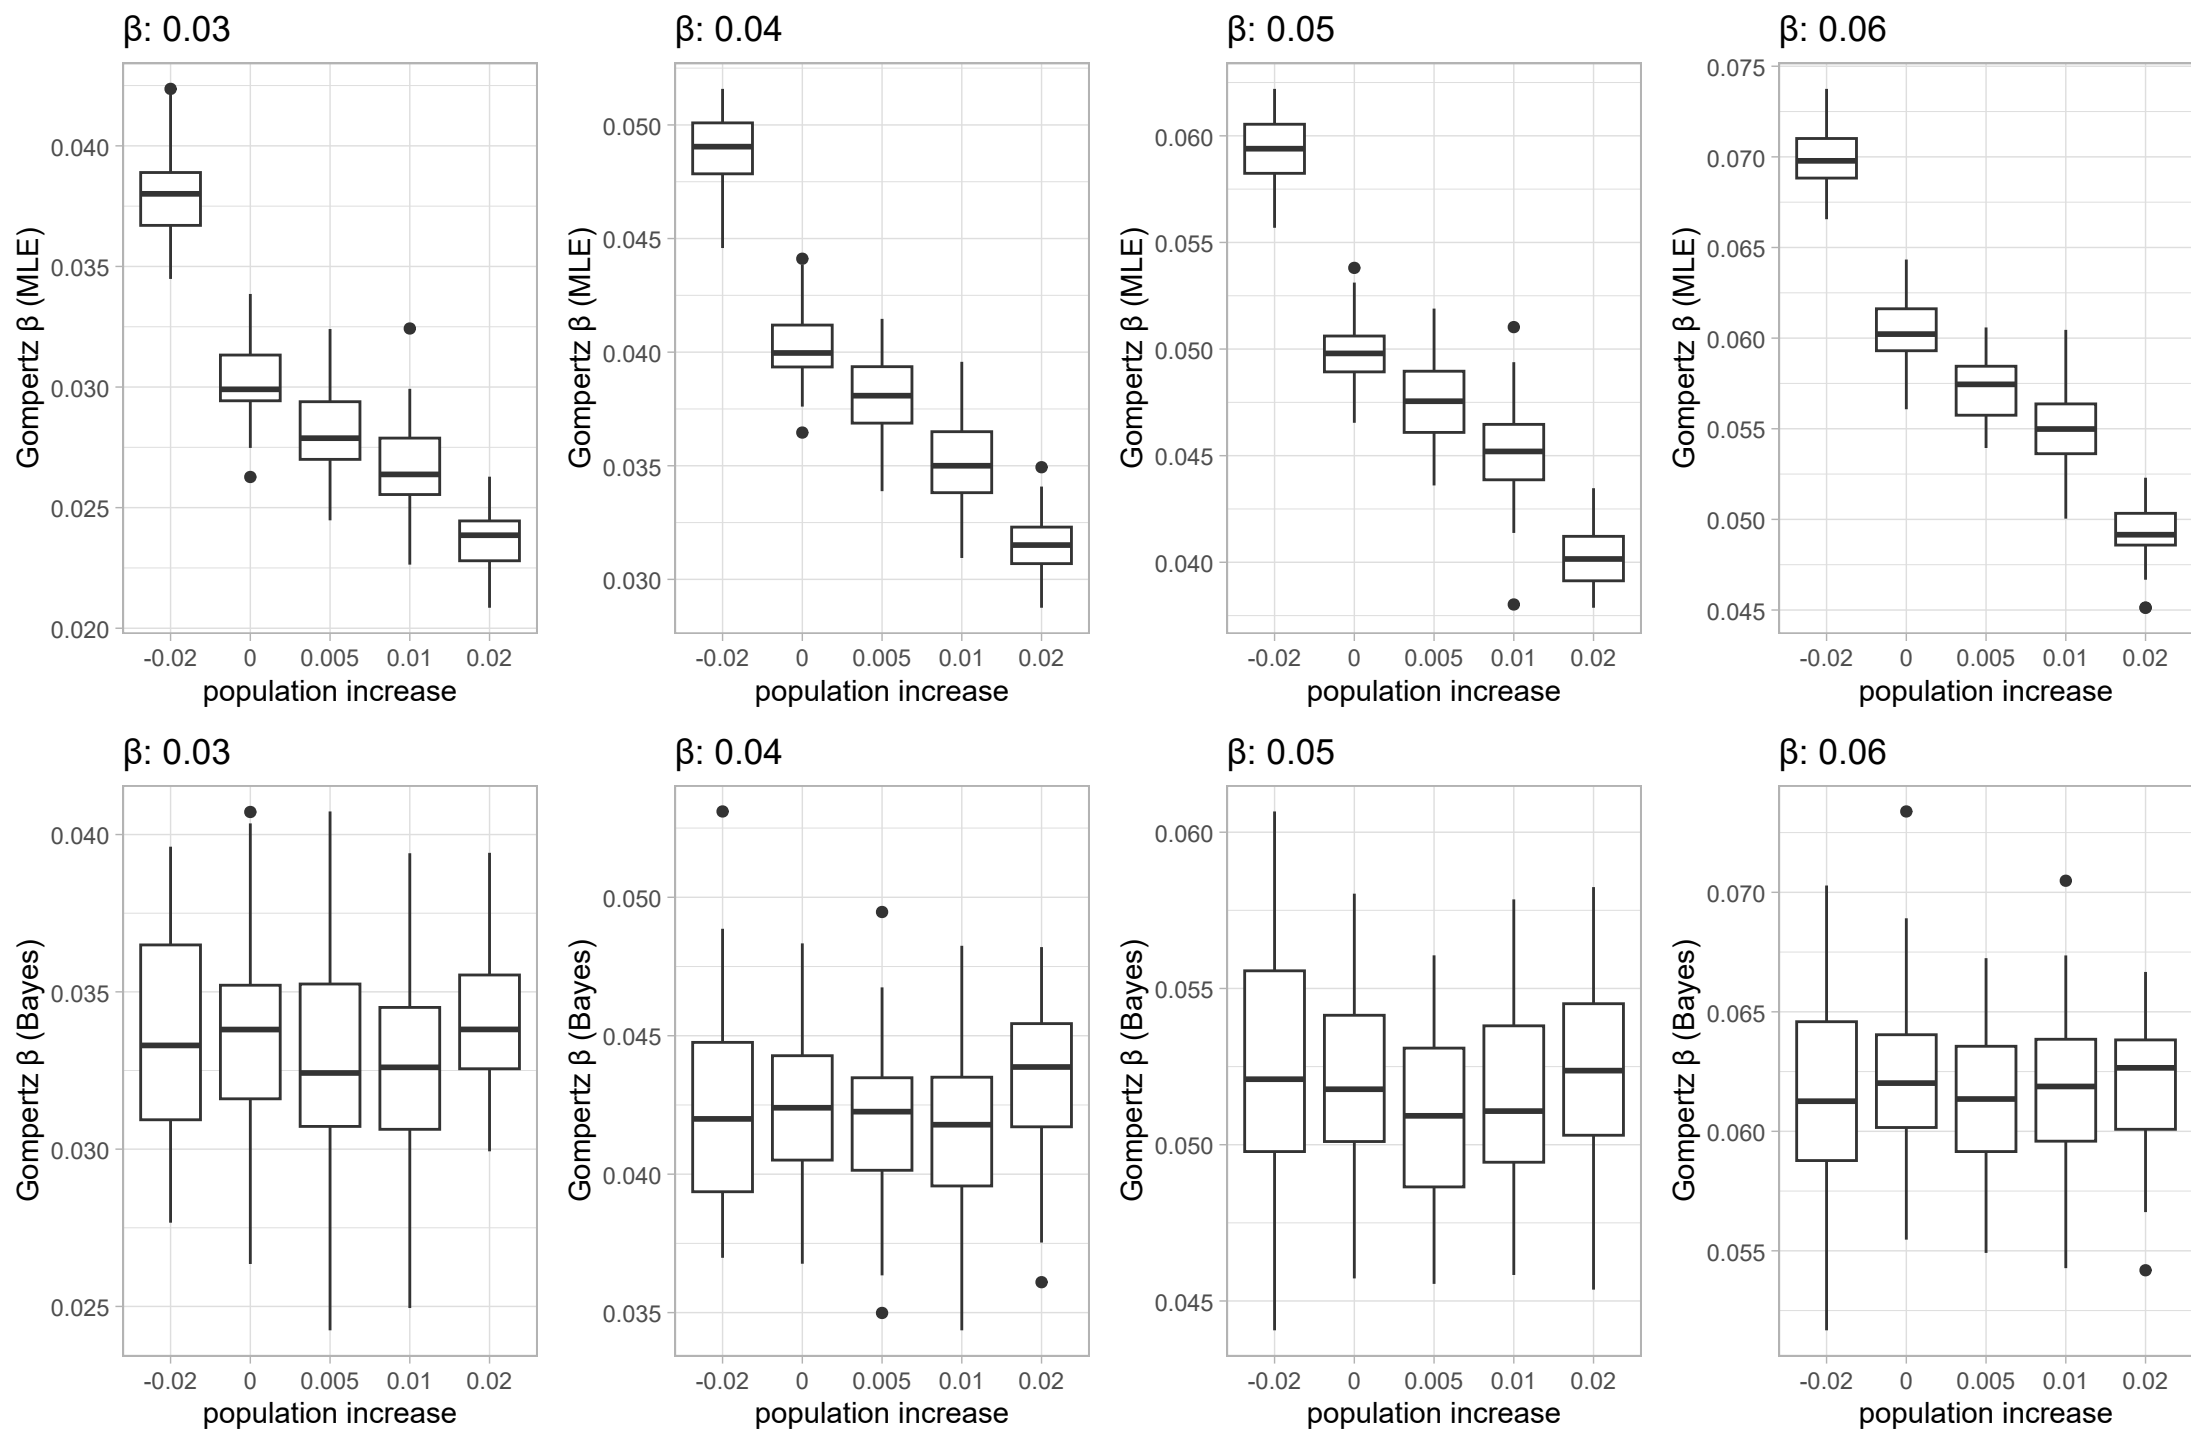 β: 0.03
Gompertz β (MLE)
0.040
0.035
0.030
0.025
0.020
-0.02 0 0.005 0.01 0.02
population increase
β: 0.04
Gompertz β (MLE)
0.050
0.045
0.040
0.035
0.030
-0.02 0 0.005 0.01 0.02
population increase
β: 0.05
Gompertz β (MLE)
0.060
0.055
0.050
0.045
0.040
-0.02 0 0.005 0.01 0.02
population increase
β: 0.06
Gompertz β (MLE)
0.075
0.070
0.065
0.060
0.055
0.050
0.045
-0.02 0 0.005 0.01 0.02
population increase
β: 0.03
Gompertz β (Bayes)
0.040
0.035
0.030
0.025
-0.02 0 0.005 0.01 0.02
population increase
β: 0.04
Gompertz β (Bayes)
0.050
0.045
0.040
0.035
-0.02 0 0.005 0.01 0.02
population increase
β: 0.05
Gompertz β (Bayes)
0.060
0.055
0.050
0.045
-0.02 0 0.005 0.01 0.02
population increase
β: 0.06
Gompertz β (Bayes)
0.070
0.065
0.060
0.055
-0.02 0 0.005 0.01 0.02
population increase